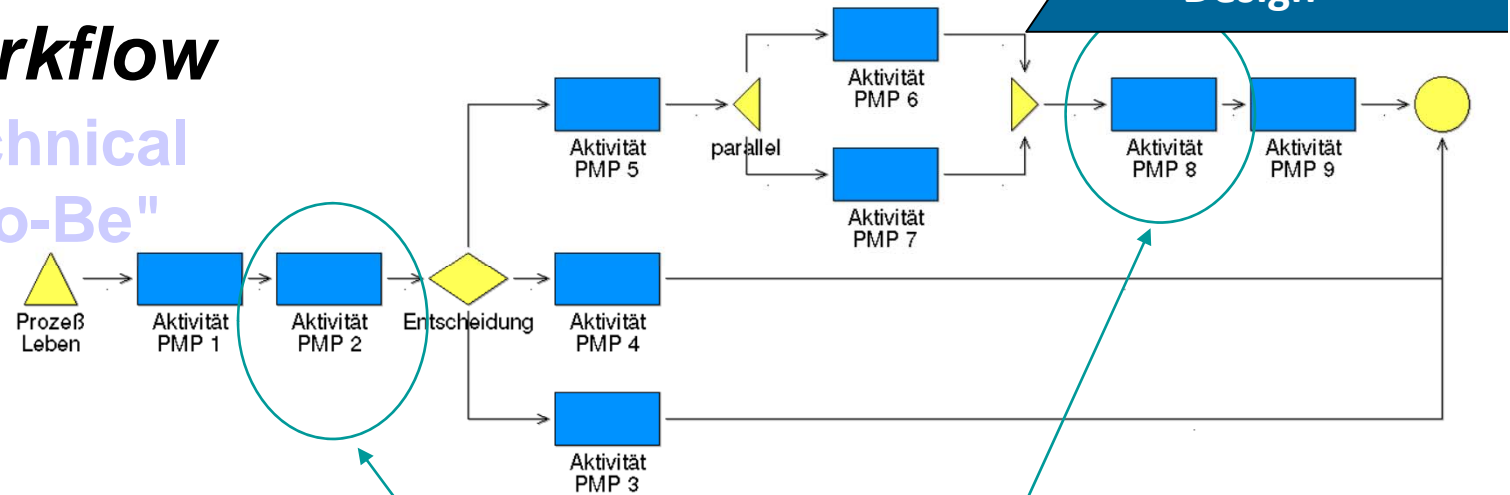 Design
rkflow
chnical
o-Be"
Aktivität
PMP 6
Aktivität
PMP 5
parallel
Aktivität
PMP 8
Aktivität
PMP 9
Aktivität
PMP 7
Prozeß
Leben
Aktivität
PMP 1
Aktivität
PMP 2
Entscheidung
Aktivität
PMP 4
Aktivität
PMP 3